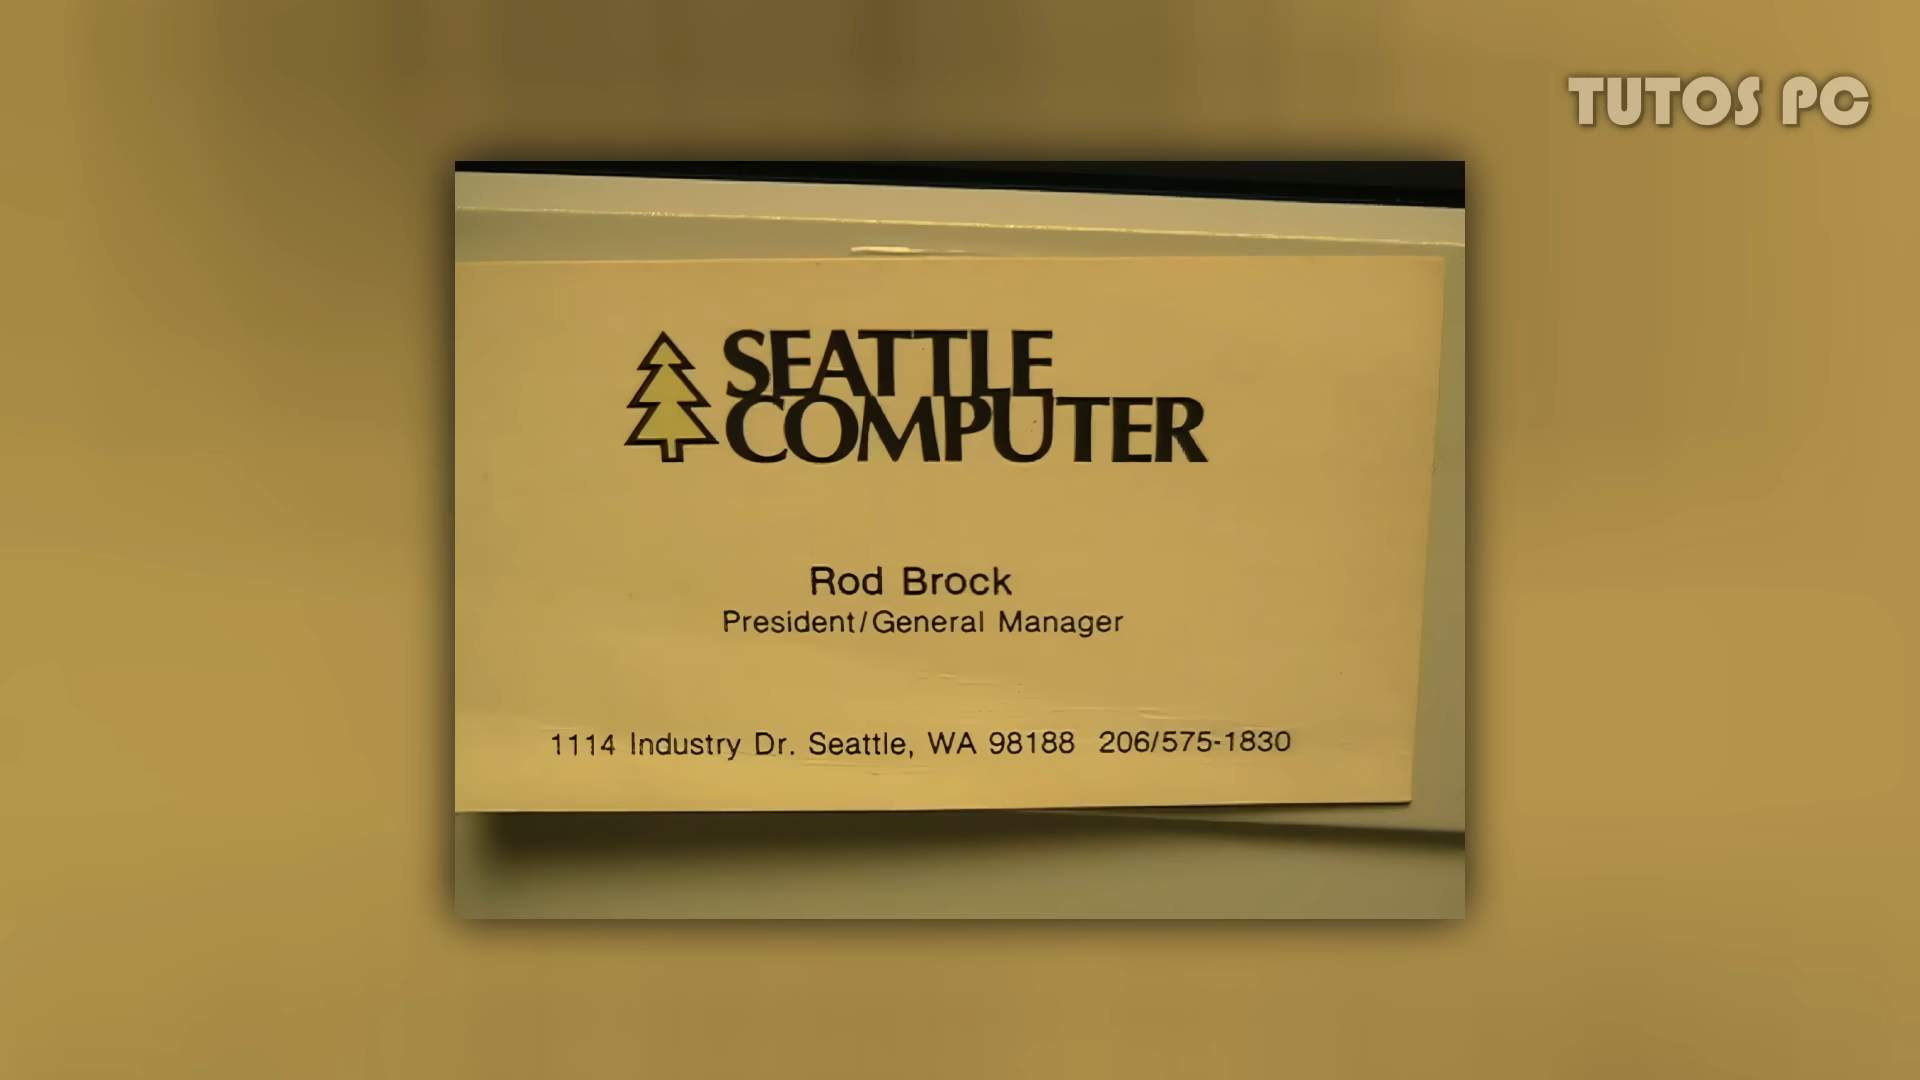 TUTOS PC
SEATTLE
COMPUTER
Rod Brock
President/General Manager
1114 Industry Dr. Seattle, WA 98188 206/575-1830